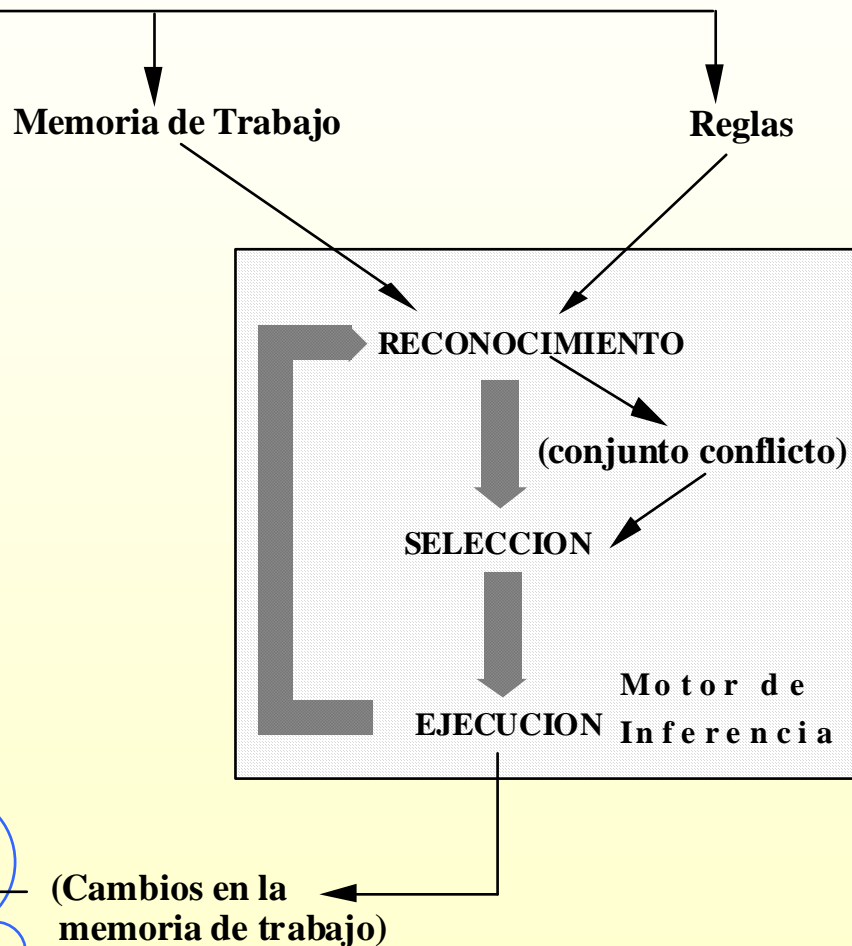 Memoria de Trabajo
Reglas
RECONOCIMIENTO
(conjunto conflicto)
SELECCION
Motor de
EJECUCION
Inferencia
(Cambios en la
memoria de trabajo)